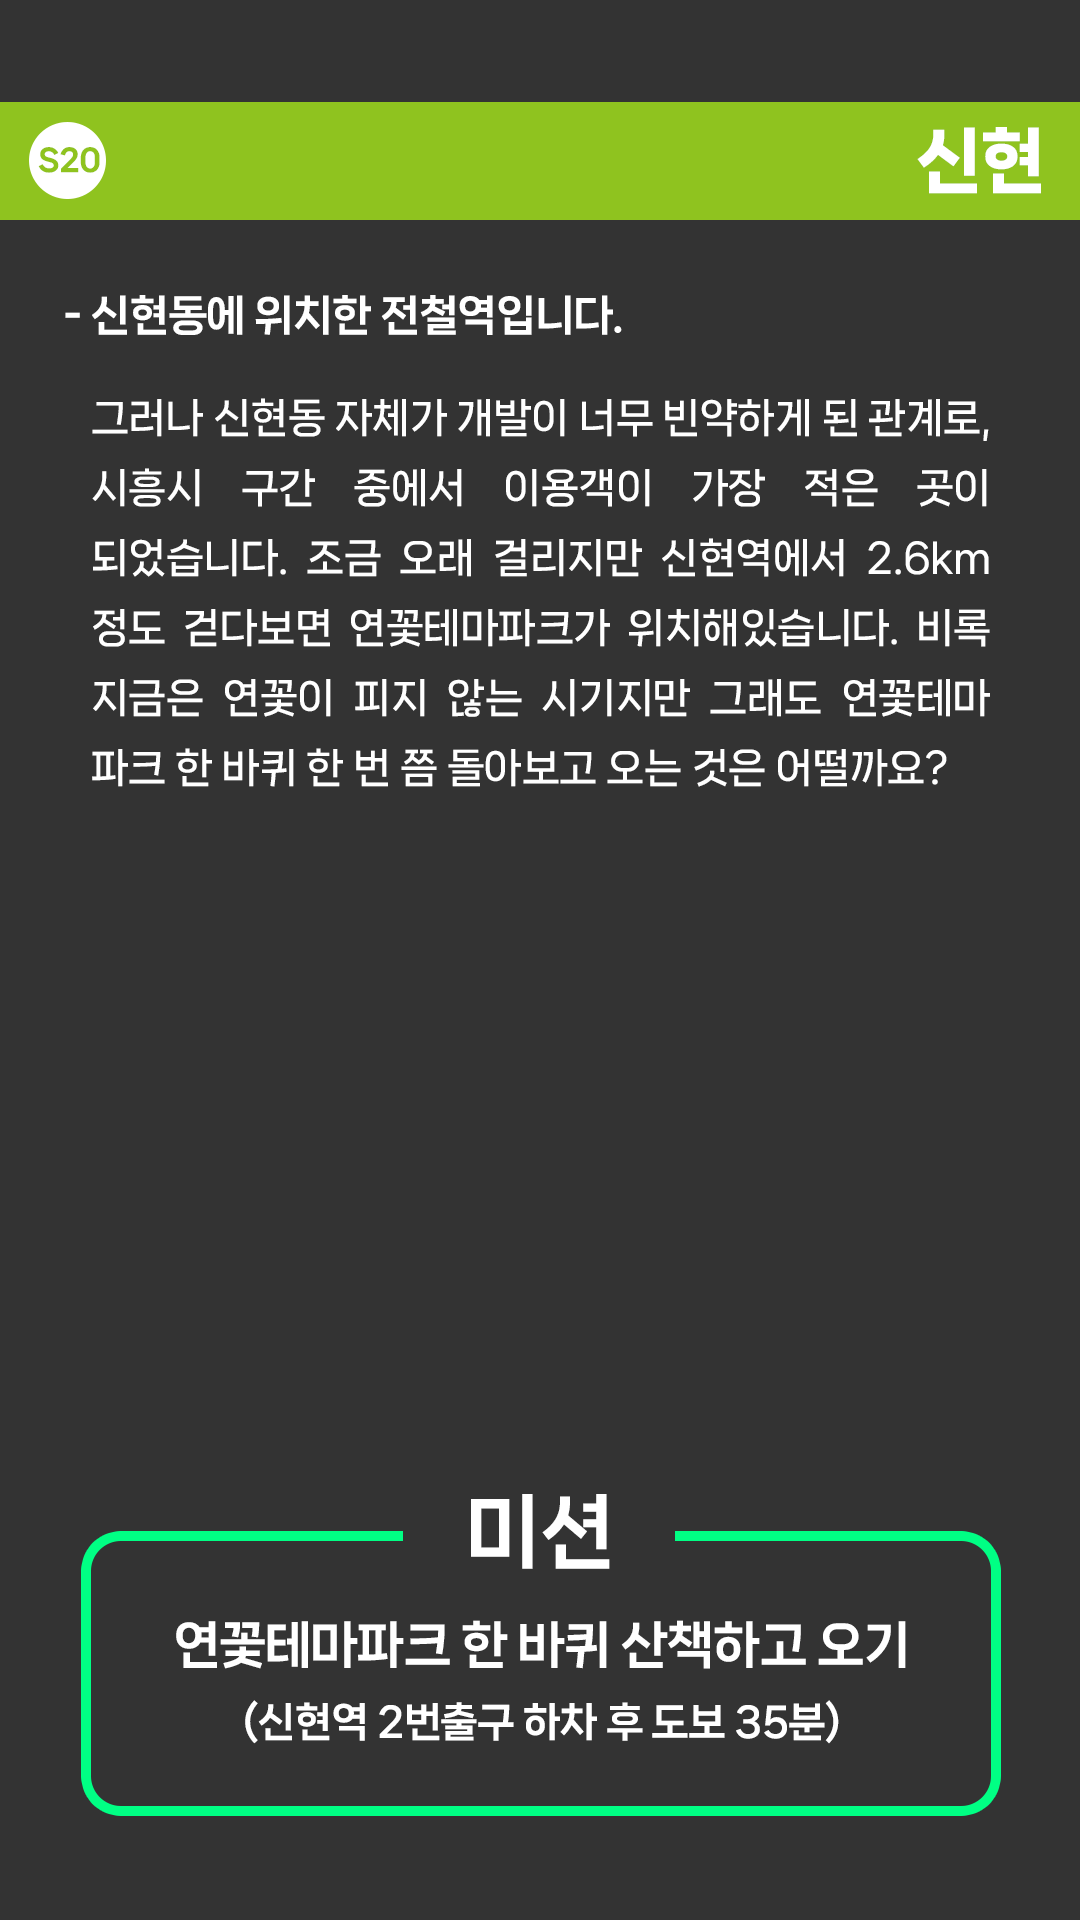 S20
신현
- 신현동에 위치한 전철역입니다.
그러나 신현동 자체가 개발이 너무 빈약하게 된 관계로,
시흥시 구간 중에서 이용객이 가장 적은 곳이
되었습니다. 조금 오래 걸리지만 신현역에서 2.6km
정도 걷다보면 연꽃테마파크가 위치해있습니다. 비록
지금은 연꽃이 피지 않는 시기지만 그래도 연꽃테마
파크 한 바퀴 한 번 쯤 돌아보고 오는 것은 어떨까요?
미션
연꽃테마파크 한 바퀴 산책하고 오기
(신현역 2번출구 하차 후 도보 35분)